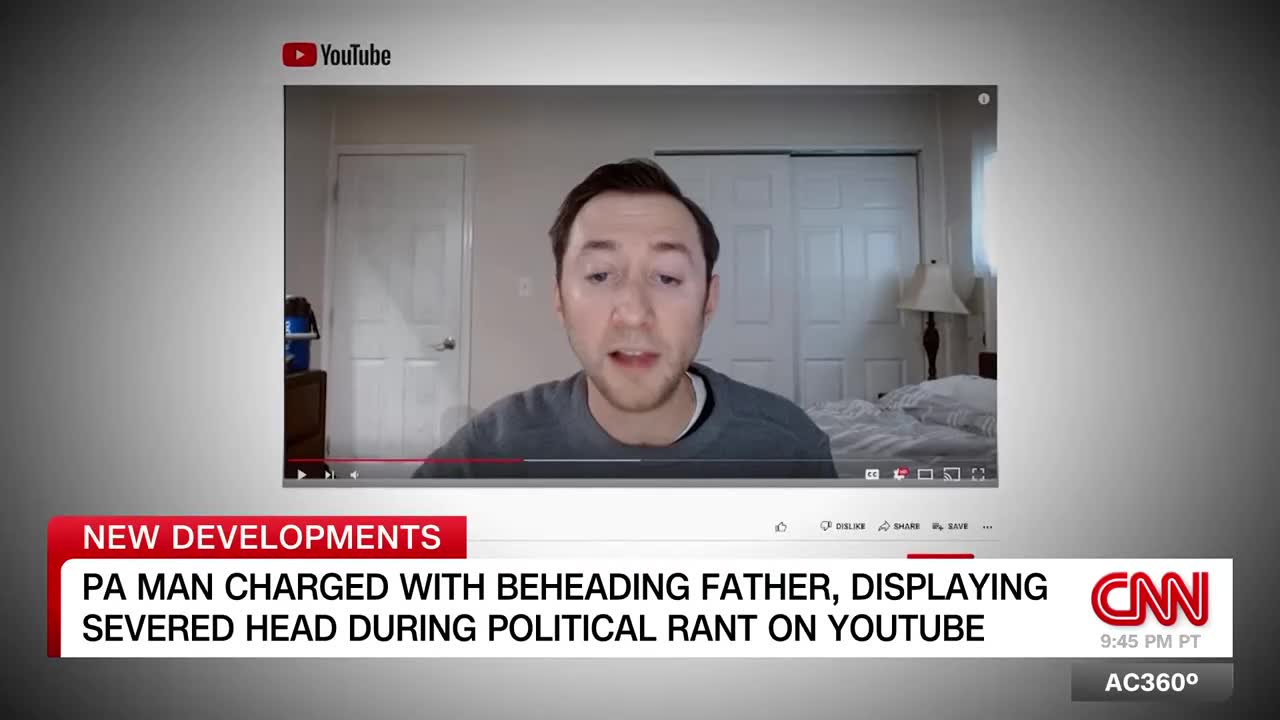 YouTube
DISLIKE
SHARE
SAVE
NEW DEVELOPMENTS
PA MAN CHARGED WITH BEHEADING FATHER, DISPLAYING
SEVERED HEAD DURING POLITICAL RANT ON YOUTUBE
CNN
9:45 PM PT
AC360º